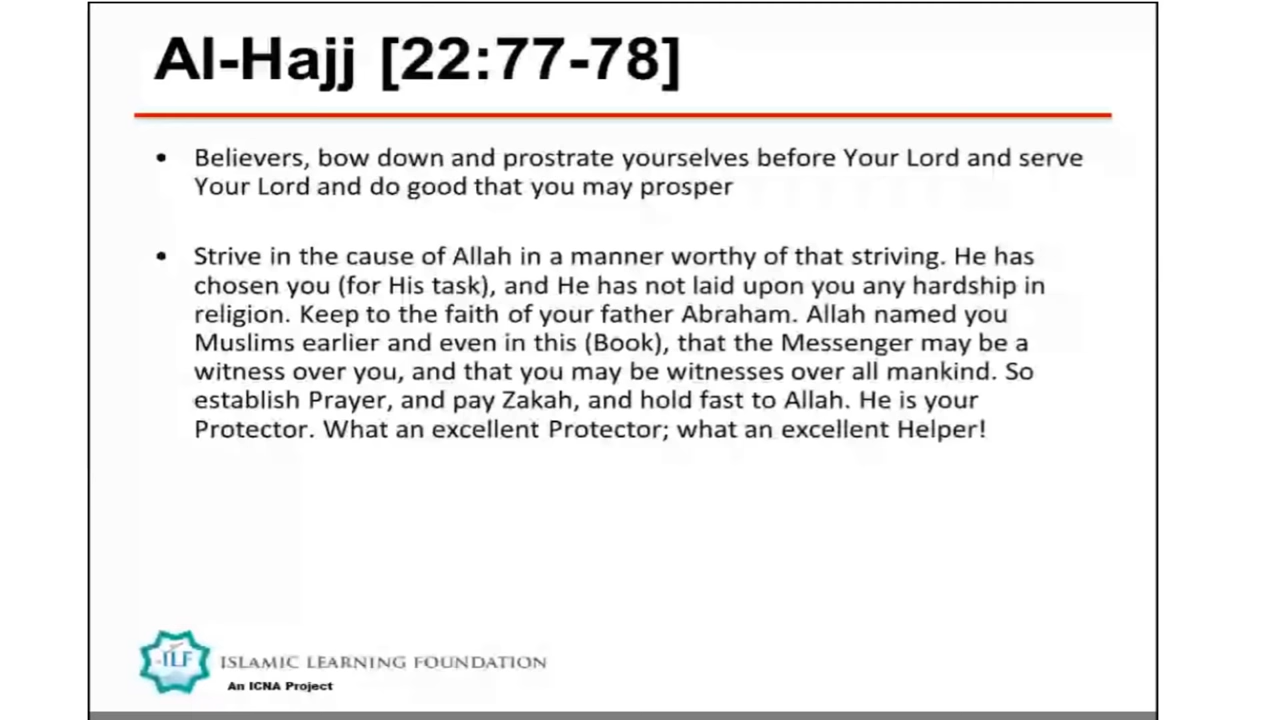 Al-Hajj [22:77-78]
• Believers, bow down and prostrate yourselves before Your Lord and serve
Your Lord and do good that you may prosper
• Strive in the cause of Allah in a manner worthy of that striving. He has
chosen you (for His task), and He has not laid upon you any hardship in
religion. Keep to the faith of your father Abraham. Allah named you
Muslims earlier and even in this (Book), that the Messenger may be a
witness over you, and that you may be witnesses over all mankind. So
establish Prayer, and pay Zakah, and hold fast to Allah. He is your
Protector. What an excellent Protector; what an excellent Helper!
ILF ISLAMIC LEARNING FOUNDATION
An ICNA Project